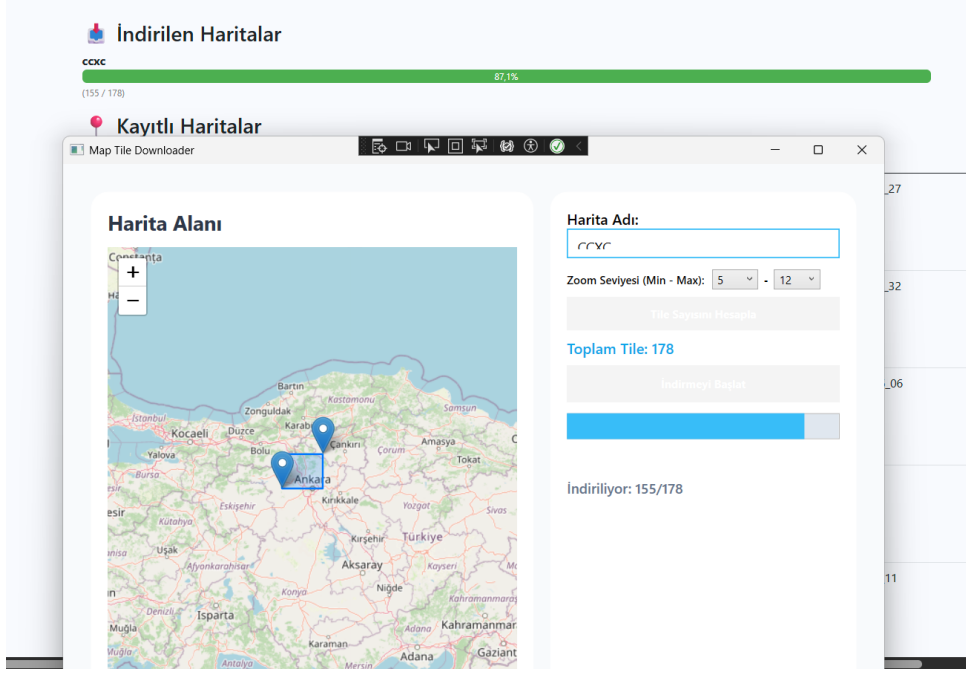 İndirilen Haritalar
ccxc
87,1%
(155 / 178)
Kayıtlı Haritalar
Map Tile Downloader
_27
Harita Alanı
Harita Adı:
Constanta
ccxc
+
Zoom Seviyesi (Min - Max): 5 - 12
_32
−
Tile Sayısını Hesapla
Toplam Tile: 178
İndirmeyi Başlat
_06
Bartın
Kastamonu
Zonguldak
Samsun
İstanbul
Kocaeli
Düzce
Karab
Çankırı
Amasya
Yalova
Bolu
Çorum
Tokat
Bursa
Ankara
İndiriliyor: 155/178
Kırıkkale
esir
Eskişehir
Yozgat
Sivas
Kütahya
Kırşehir
Türkiye
Uşak
Afyonkarahisar
Aksaray
Kayseri
11
Niğde
Konya
Kahramanmaraş
Denizli
Isparta
Muğla
Adana
Kahramanmar
Muğla
Karaman
Gaziant
Antalya
Mersin
Adana